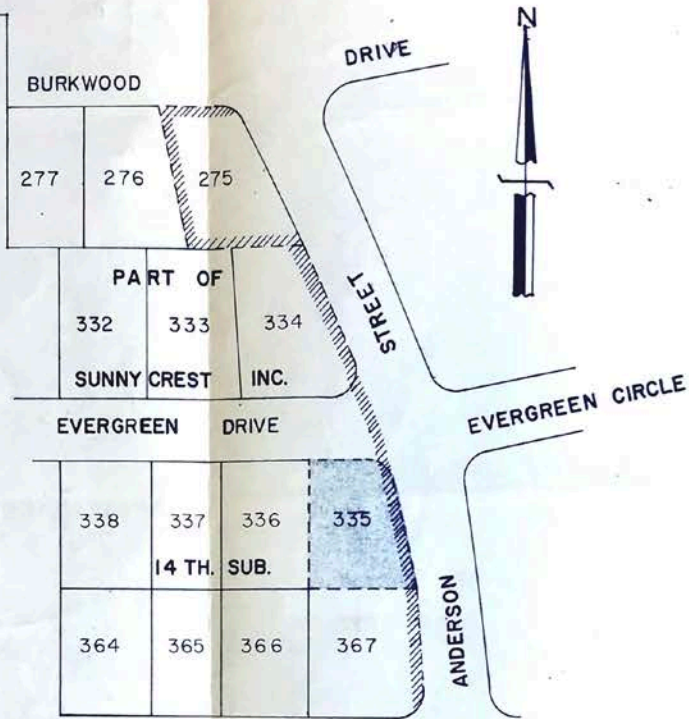 N
DRIVE
BURKWOOD
277 276 275
PART OF
332 333 334
STREET
SUNNY CREST INC.
EVERGREEN DRIVE
EVERGREEN CIRCLE
338 337 336 335
14 TH. SUB.
ANDERSON
364 365 366 367